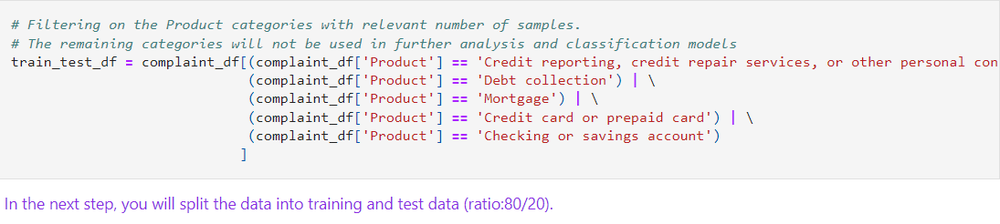 # Filtering on the Product categories with relevant number of samples.
# The remaining categories will not be used in further analysis and classification models
train_test_df = complaint_df[(complaint_df['Product'] == 'Credit reporting, credit repair services, or other personal con
(complaint_df['Product'] == 'Debt collection') | \
(complaint_df['Product'] == 'Mortgage') | \
(complaint_df['Product'] == 'Credit card or prepaid card') | \
(complaint_df['Product'] == 'Checking or savings account')
]
In the next step, you will split the data into training and test data (ratio:80/20).